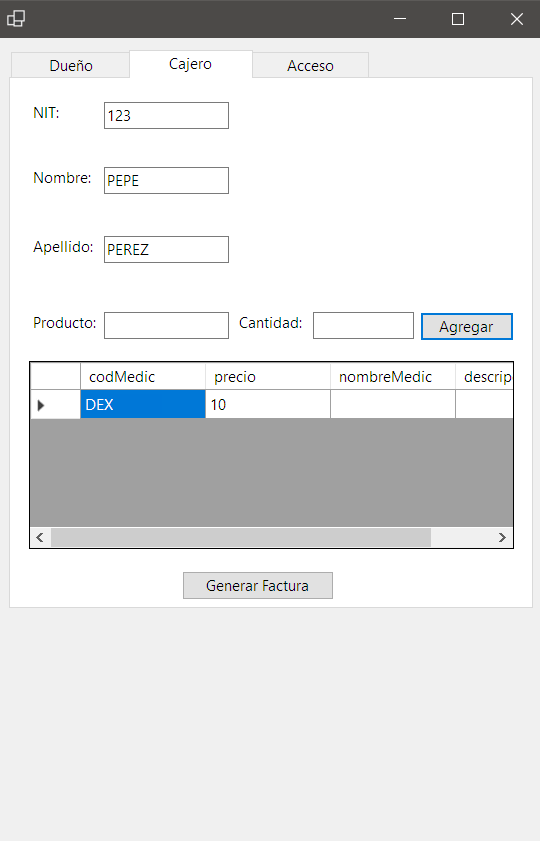 Dueño Cajero Acceso
NIT: 123
Nombre: PEPE
Apellido: PEREZ
Producto: Cantidad: Agregar
codMedic precio nombreMedic descrip
DEX 10
Generar Factura